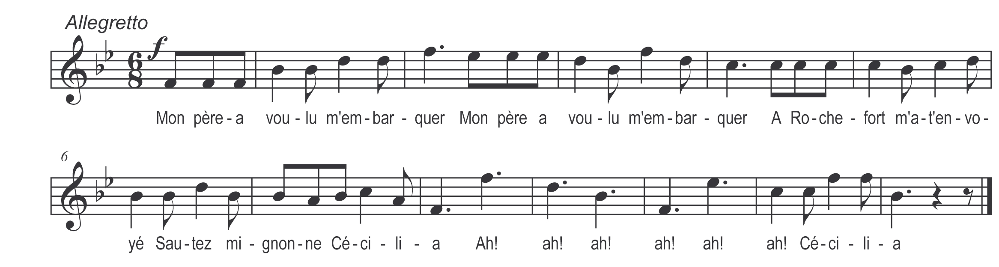 Allegretto
f
6
8
Mon père - a vou - lu m'em - bar - quer Mon père a vou - lu m'em - bar - quer A Ro - che - fort m'a - t'en - vo -
6
yé Sau - tez mi - gnon - ne Cé - ci - li - a Ah! ah! ah! ah! ah! ah! Cé - ci - li - a